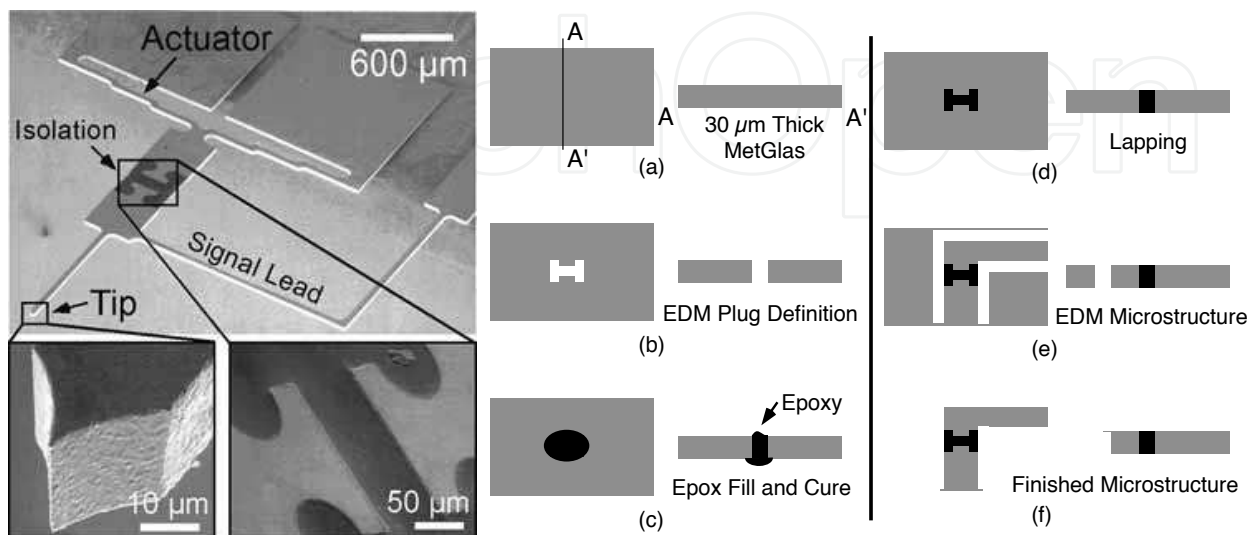 Actuator
600 µm
Isolation
Signal Lead
Tip
10 µm
50 µm
A
A'
A
A'
30 µm Thick
MetGlas
(a)
EDM Plug Definition
(b)
Epoxy
Epox Fill and Cure
(c)
Lapping
(d)
EDM Microstructure
(e)
Finished Microstructure
(f)